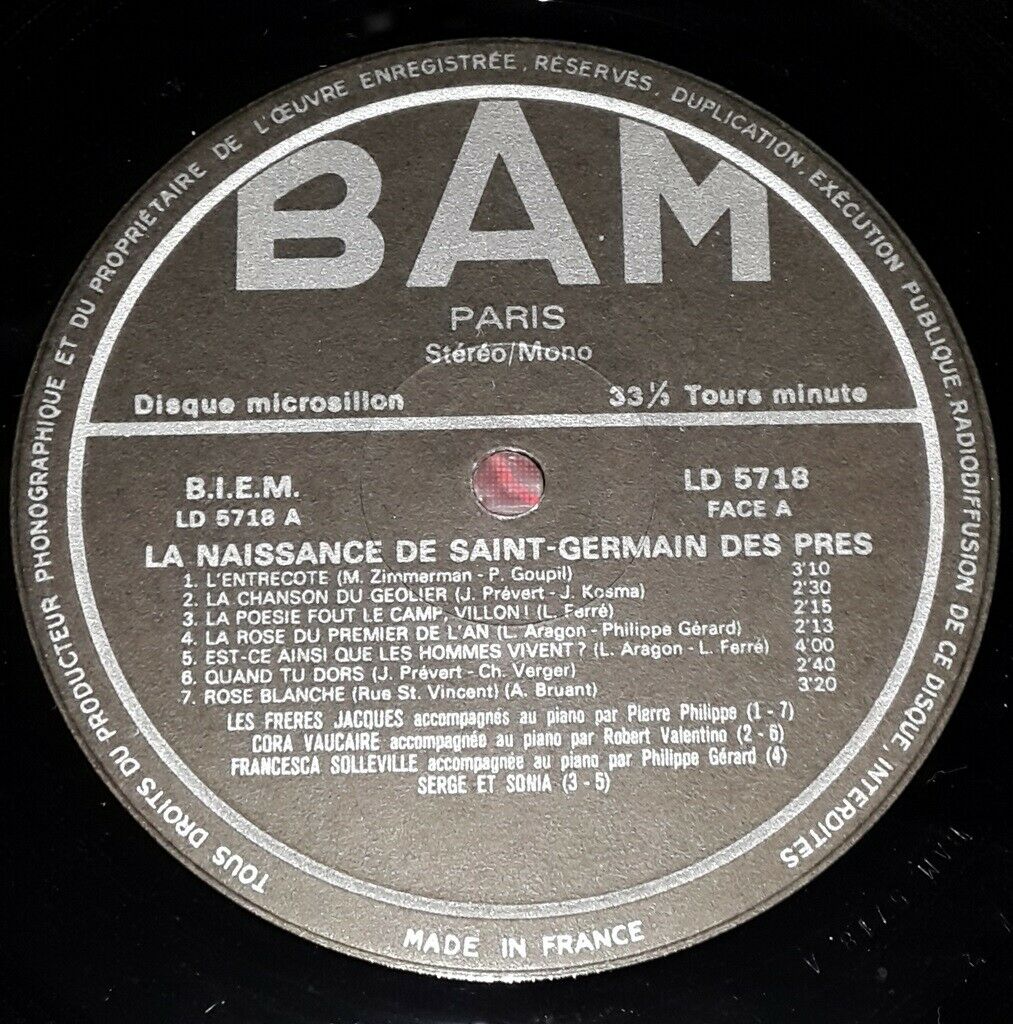 TOUS DROITS DU PRODUCTEUR PHONOGRAPHIQUE ET DU PROPRIÉTAIRE DE L'ŒUVRE ENREGISTRÉE, RÉSERVÉS, DUPLICATION, EXÉCUTION PUBLIQUE, RADIODIFFUSION DE CE DISQUE, INTERDITES
BAM
PARIS
Stéréo/Mono
Disque microsillon 33⅓ Tours minute
B.I.E.M. LD 5718
LD 5718 A FACE A
LA NAISSANCE DE SAINT-GERMAIN DES PRES
1. L'ENTRECOTE (M. Zimmerman - P. Goupil) 3'10
2. LA CHANSON DU GEOLIER (J. Prévert - J. Kosma) 2'30
3. LA POESIE FOUT LE CAMP, VILLON! (L. Ferré) 2'15
4. LA ROSE DU PREMIER DE L'AN (L. Aragon - Philippe Gérard) 2'13
5. EST-CE AINSI QUE LES HOMMES VIVENT? (L. Aragon - L. Ferré) 4'00
6. QUAND TU DORS (J. Prévert - Ch. Verger) 2'40
7. ROSE BLANCHE (Rue St. Vincent) (A. Bruant) 3'20
LES FRERES JACQUES accompagnés au piano par Pierre Philippe (1 - 7)
CORA VAUCAIRE accompagnée au piano par Robert Valentino (2 - 6)
FRANCESCA SOLLEVILLE accompagnée au piano par Philippe Gérard (4)
SERGE ET SONIA (3 - 5)
MADE IN FRANCE